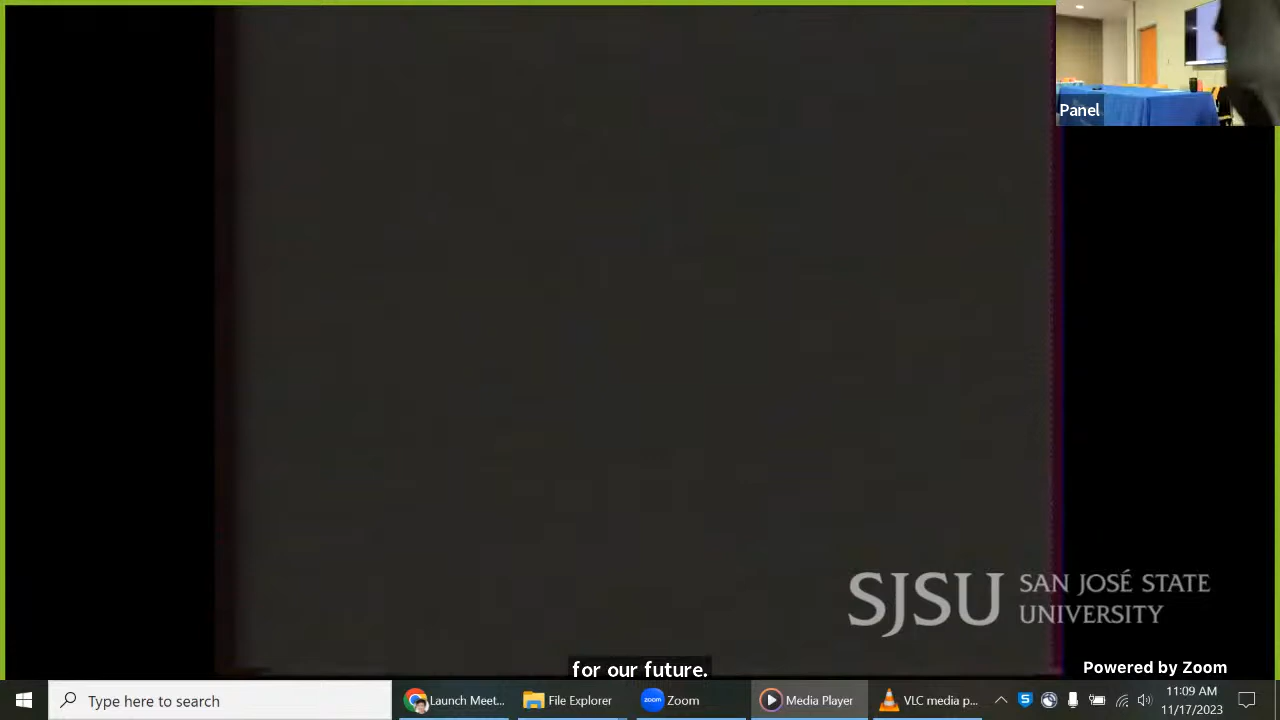 Panel
SJSU SAN JOSÉ STATE
UNIVERSITY
for our future.
Powered by Zoom
Type here to search
Launch Meet...
File Explorer
Zoom
Media Player
VLC media p...
11:09 AM
11/17/2023